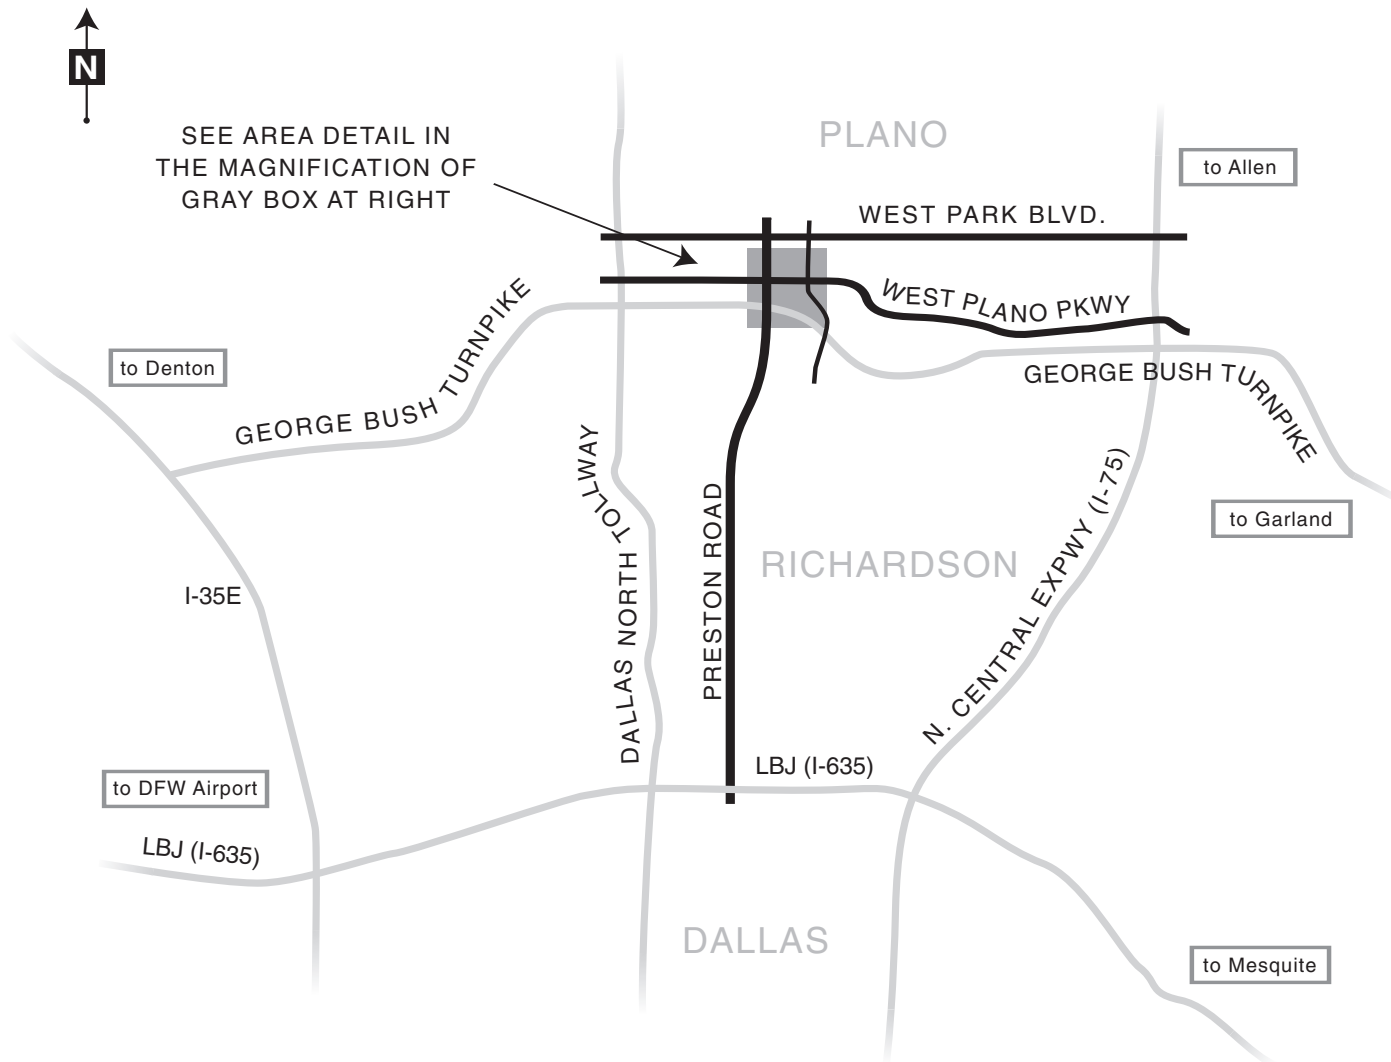 N
SEE AREA DETAIL IN
THE MAGNIFICATION OF
GRAY BOX AT RIGHT
PLANO
to Allen
WEST PARK BLVD.
WEST PLANO PKWY
to Denton
GEORGE BUSH TURNPIKE
GEORGE BUSH TURNPIKE
to Garland
DALLAS NORTH TOLLWAY
PRESTON ROAD
RICHARDSON
N. CENTRAL EXPWY (I-75)
I-35E
to DFW Airport
LBJ (I-635)
LBJ (I-635)
DALLAS
to Mesquite